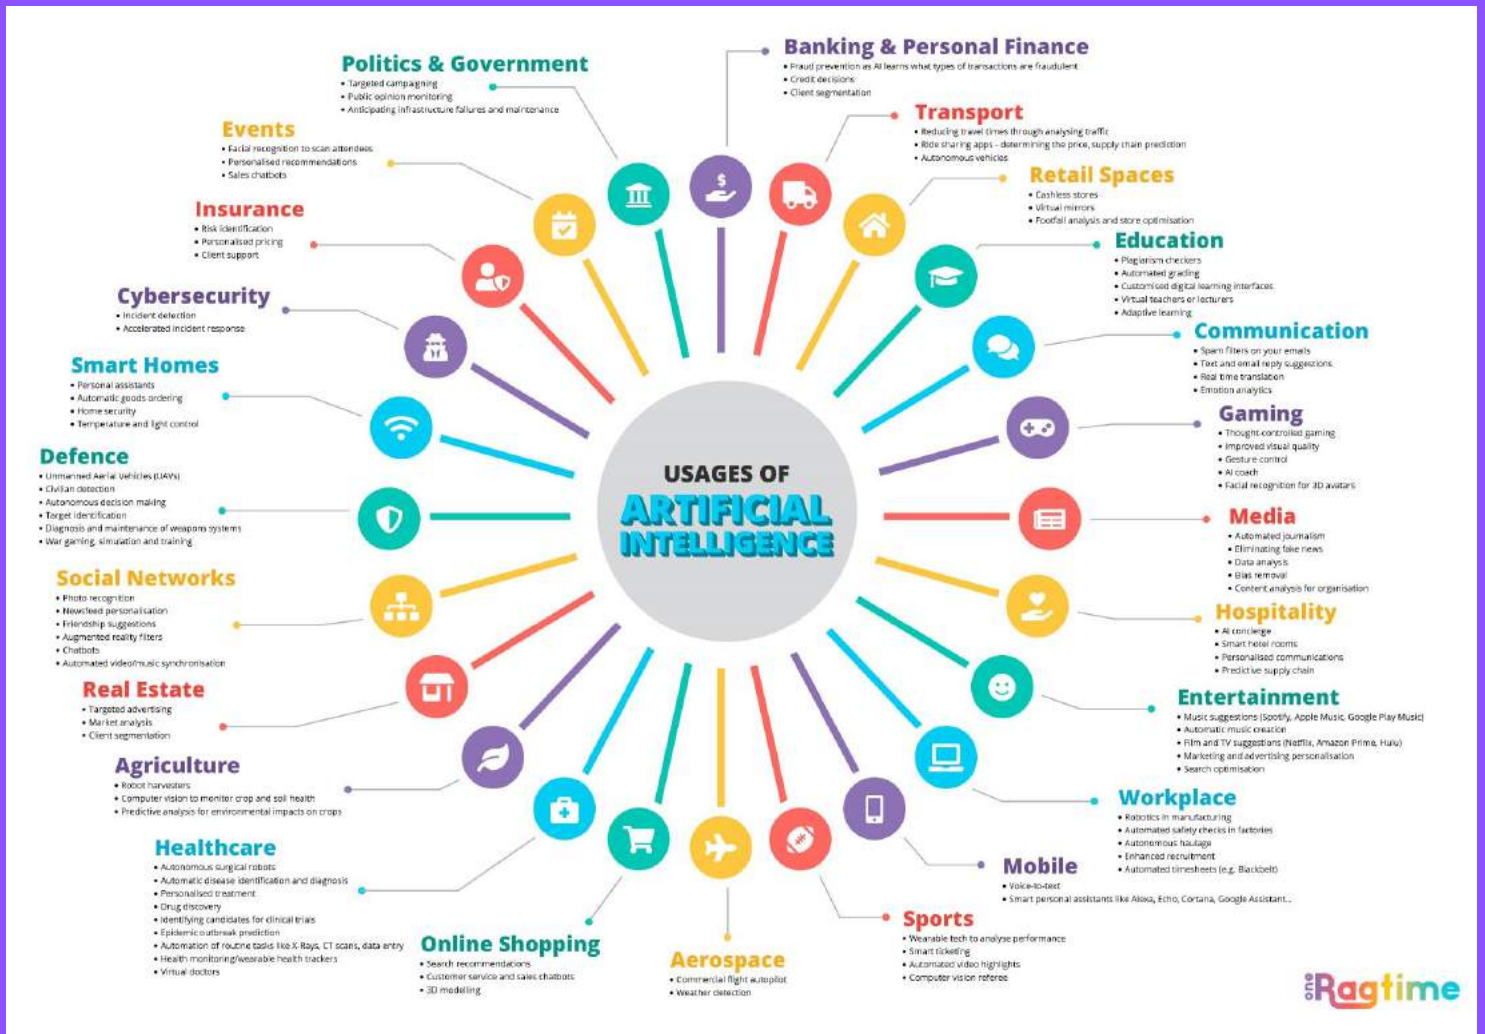 USAGES OF
ARTIFICIAL
INTELLIGENCE
Banking & Personal Finance
• Fraud prevention as AI learns what types of transactions are fraudulent
• Credit decisions
• Client segmentation
Transport
• Reducing travel times through analysing traffic
• Ride sharing apps - determining the price, supply chain prediction
• Autonomous vehicles
Retail Spaces
• Cashless stores
• Virtual mirrors
• Footfall analysis and store optimisation
Education
• Plagiarism checkers
• Automated grading
• Customised digital learning interfaces
• Virtual teachers or lecturers
• Adaptive learning
Communication
• Spam filters on your emails
• Text and email reply suggestions
• Real time translation
• Emotion analytics
Gaming
• Thought-controlled gaming
• Improved visual quality
• Gesture control
• AI coach
• Facial recognition for 3D avatars
Media
• Automated journalism
• Eliminating fake news
• Data analysis
• Bias removal
• Content analysis for organisation
Hospitality
• AI concierge
• Smart hotel rooms
• Personalised communications
• Predictive supply chain
Entertainment
• Music suggestions (Spotify, Apple Music, Google Play Music)
• Automatic music creation
• Film and TV suggestions (Netflix, Amazon Prime, Hulu)
• Marketing and advertising personalisation
• Search optimisation
Workplace
• Robotics in manufacturing
• Automated safety checks in factories
• Autonomous haulage
• Enhanced recruitment
• Automated timesheets (e.g. Blackbelt)
Mobile
• Voice-to-text
• Smart personal assistants like Alexa, Echo, Cortana, Google Assistant...
Sports
• Wearable tech to analyse performance
• Smart ticketing
• Automated video highlights
• Computer vision referee
Aerospace
• Commercial flight autopilot
• Weather detection
Online Shopping
• Search recommendations
• Customer service and sales chatbots
• 3D modelling
Healthcare
• Autonomous surgical robots
• Automatic disease identification and diagnosis
• Personalised treatment
• Drug discovery
• Identifying candidates for clinical trials
• Epidemic outbreak prediction
• Automation of routine tasks like X-Rays, CT scans, data entry
• Health monitoring/wearable health trackers
• Virtual doctors
Agriculture
• Robot harvesters
• Computer vision to monitor crop and soil health
• Predictive analysis for environmental impacts on crops
Real Estate
• Targeted advertising
• Market analysis
• Client segmentation
Social Networks
• Photo recognition
• Newsfeed personalisation
• Friendship suggestions
• Augmented reality filters
• Chatbots
• Automated video/music synchronisation
Defence
• Unmanned Aerial Vehicles (UAVs)
• Civilian detection
• Autonomous decision making
• Target identification
• Diagnosis and maintenance of weapons systems
• War gaming, simulation and training
Smart Homes
• Personal assistants
• Automatic goods ordering
• Home security
• Temperature and light control
Cybersecurity
• Incident detection
• Accelerated incident response
Insurance
• Risk identification
• Personalised pricing
• Client support
Events
• Facial recognition to scan attendees
• Personalised recommendations
• Sales chatbots
Politics & Government
• Targeted campaigning
• Public opinion monitoring
• Anticipating infrastructure failures and maintenance
$
one Ragtime